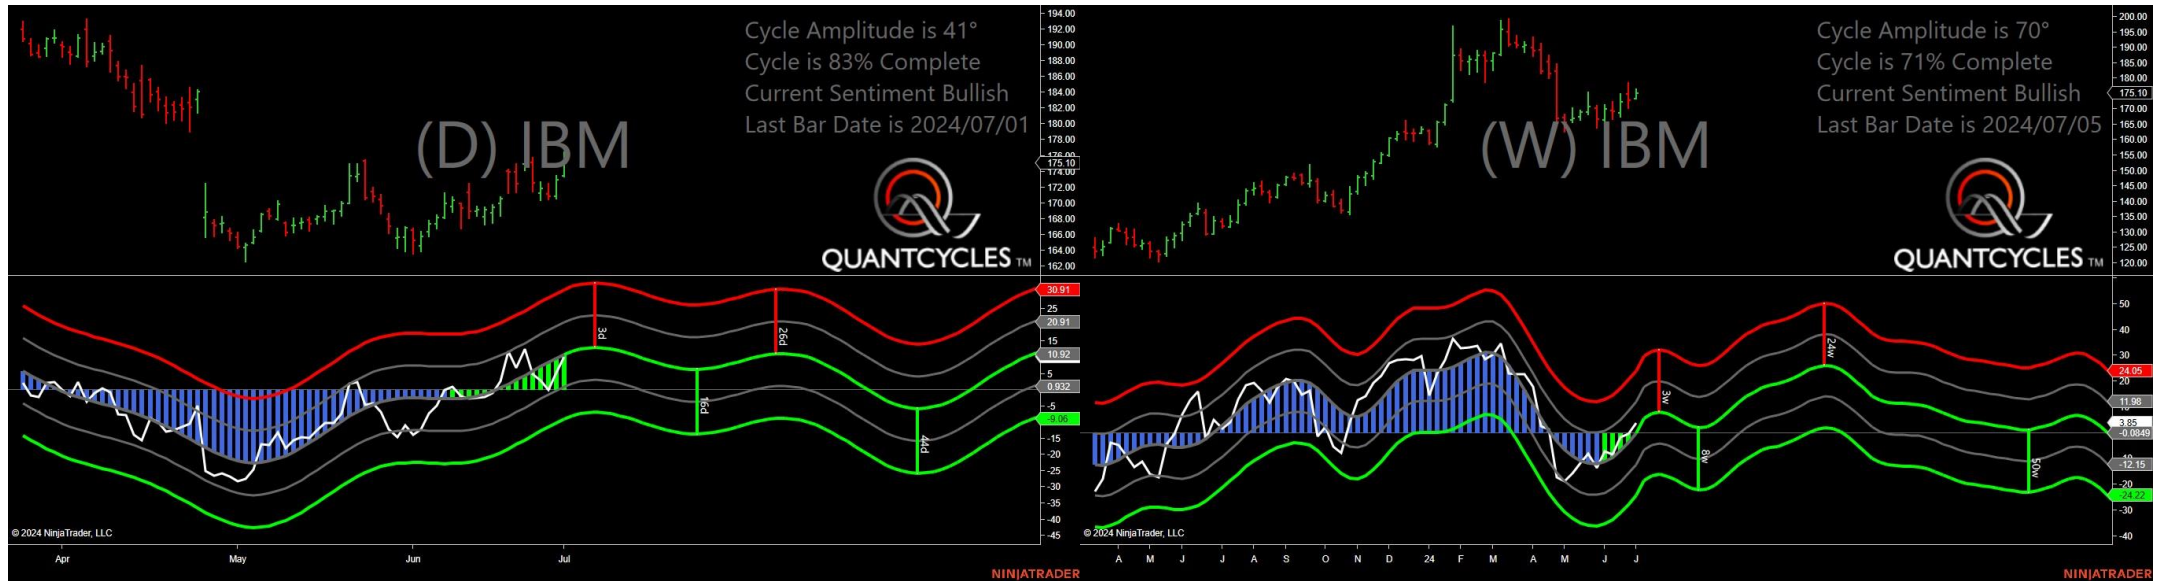 Cycle Amplitude is 41°
Cycle is 83% Complete
Current Sentiment Bullish
Last Bar Date is 2024/07/01
(D) IBM
QUANTCYCLES TM
194.00
192.00
190.00
188.00
186.00
184.00
182.00
180.00
178.00
176.00
175.10
174.00
172.00
170.00
168.00
166.00
164.00
162.00
30.91
25
20.91
15
10.92
5
0.932
-5
-9.06
-15
-20
-25
-30
-35
-40
-45
3d
16d
26d
44d
© 2024 NinjaTrader, LLC
Apr
May
Jun
Jul
NINJATRADER
Cycle Amplitude is 70°
Cycle is 71% Complete
Current Sentiment Bullish
Last Bar Date is 2024/07/05
(W) IBM
QUANTCYCLES TM
200.00
195.00
190.00
185.00
180.00
175.10
170.00
165.00
160.00
155.00
150.00
145.00
140.00
135.00
130.00
125.00
120.00
50
40
30
24.05
20
11.98
3.85
-0.0849
-12.15
-20
-24.22
-30
-40
3w
8w
24w
50w
© 2024 NinjaTrader, LLC
A M J J A S O N D 24 F M A M J J
NINJATRADER